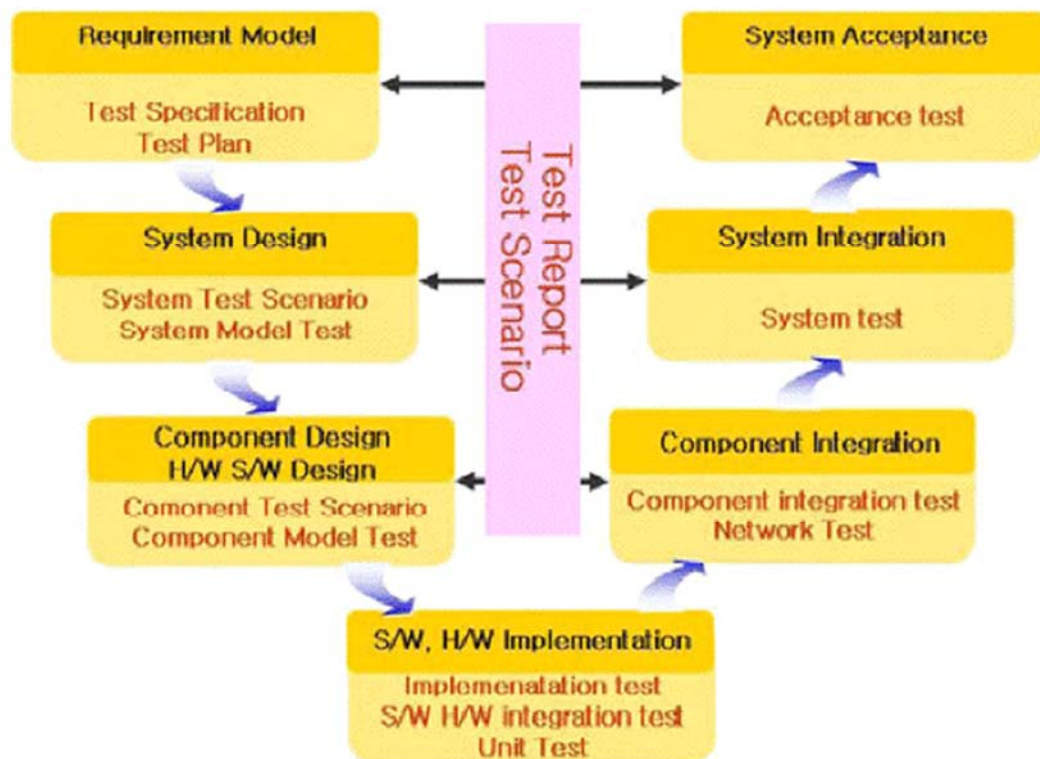 Requirement Model
Test Specification
Test Plan
System Design
System Test Scenario
System Model Test
Component Design
H/W S/W Design
Comonent Test Scenario
Component Model Test
S/W, H/W Implementation
Implemenatation test
S/W H/W integration test
Unit Test
Test Report
Test Scenario
Component Integration
Component integration test
Network Test
System Integration
System test
System Acceptance
Acceptance test